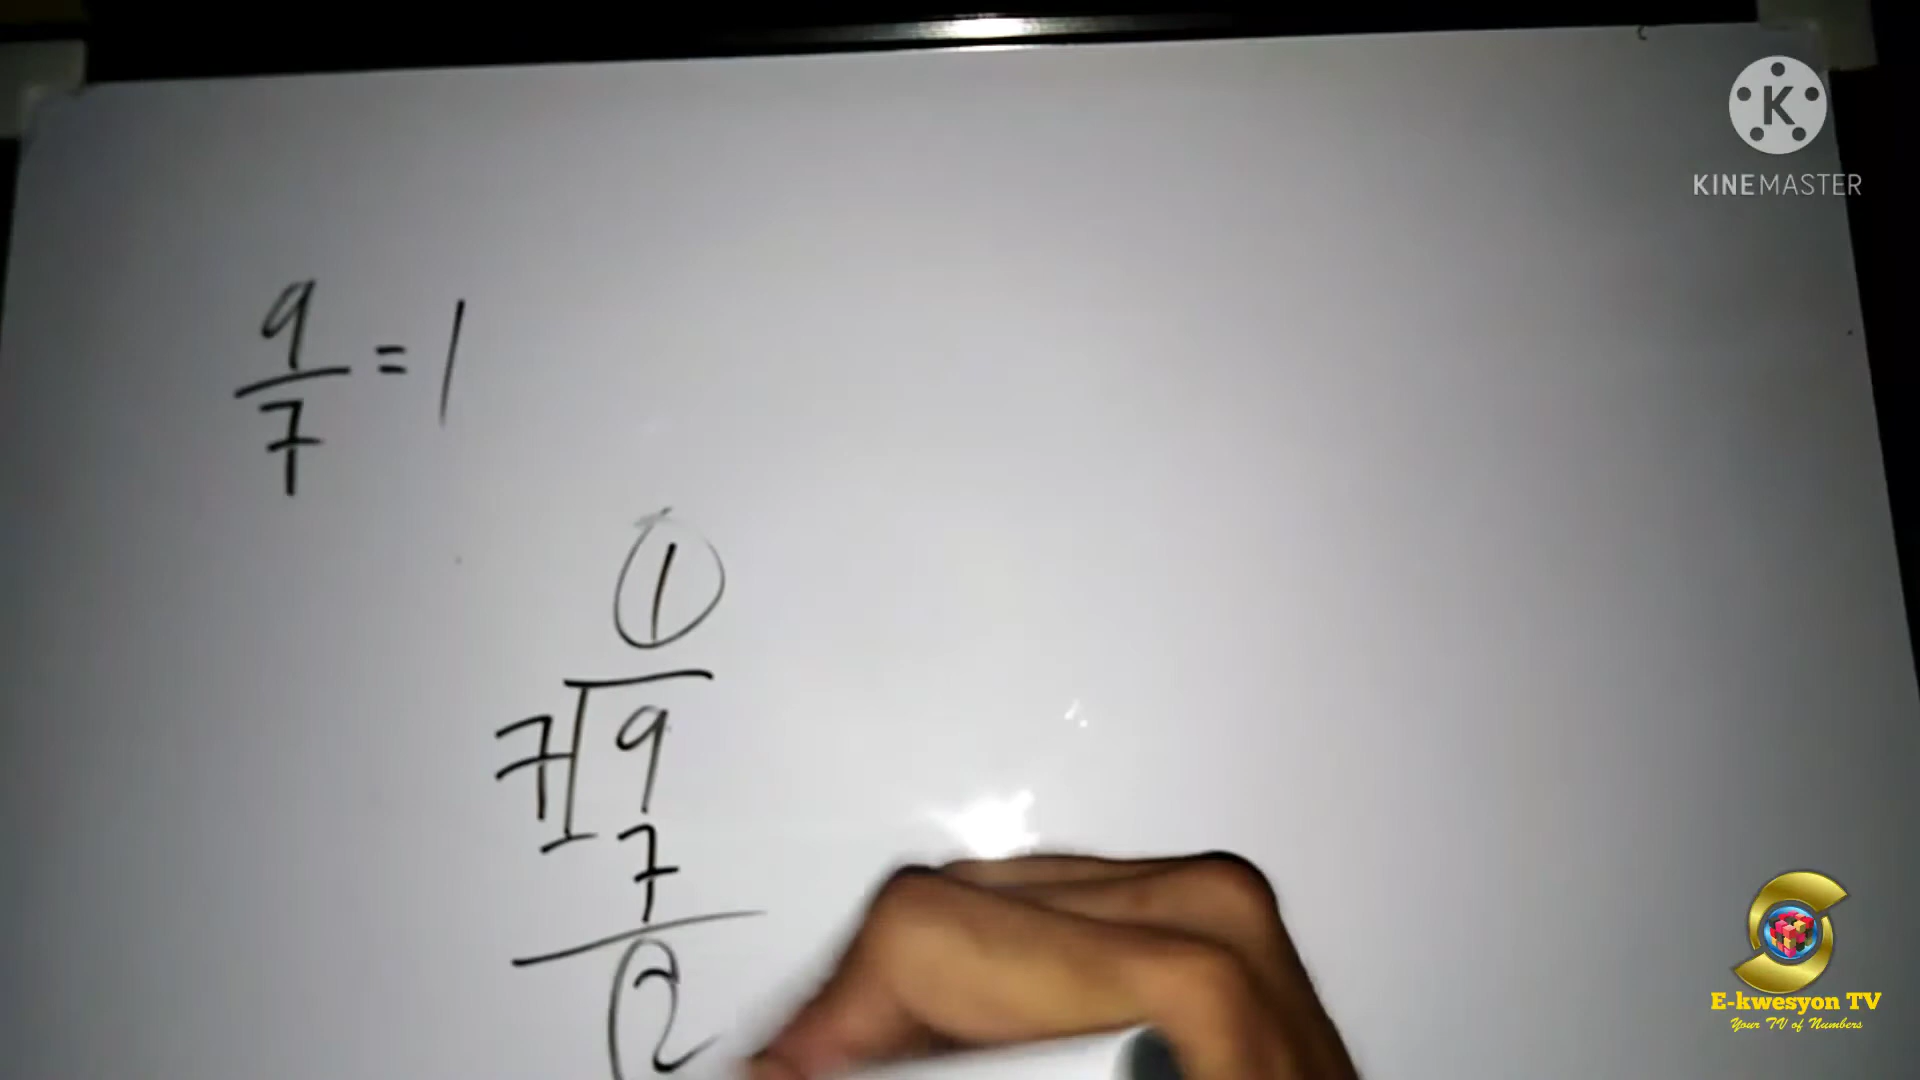 KINEMASTER
9/7 = 1
1
7 9
7
2
E-kwesyon TV
Your TV of Numbers